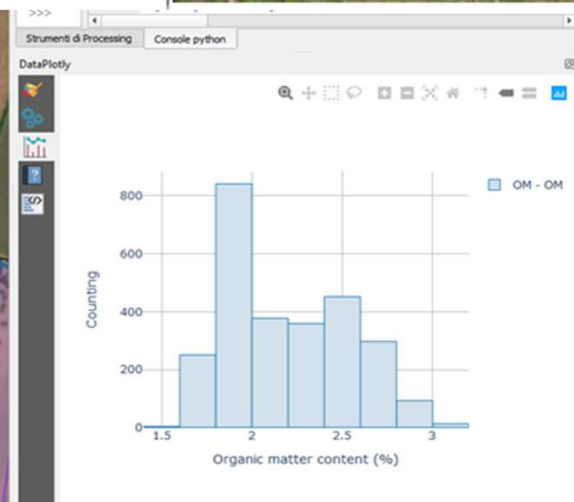 >>>
Strumenti di Processing
Console python
DataPlotly
OM - OM
800
600
400
200
0
Counting
1.5
2
2.5
3
Organic matter content (%)